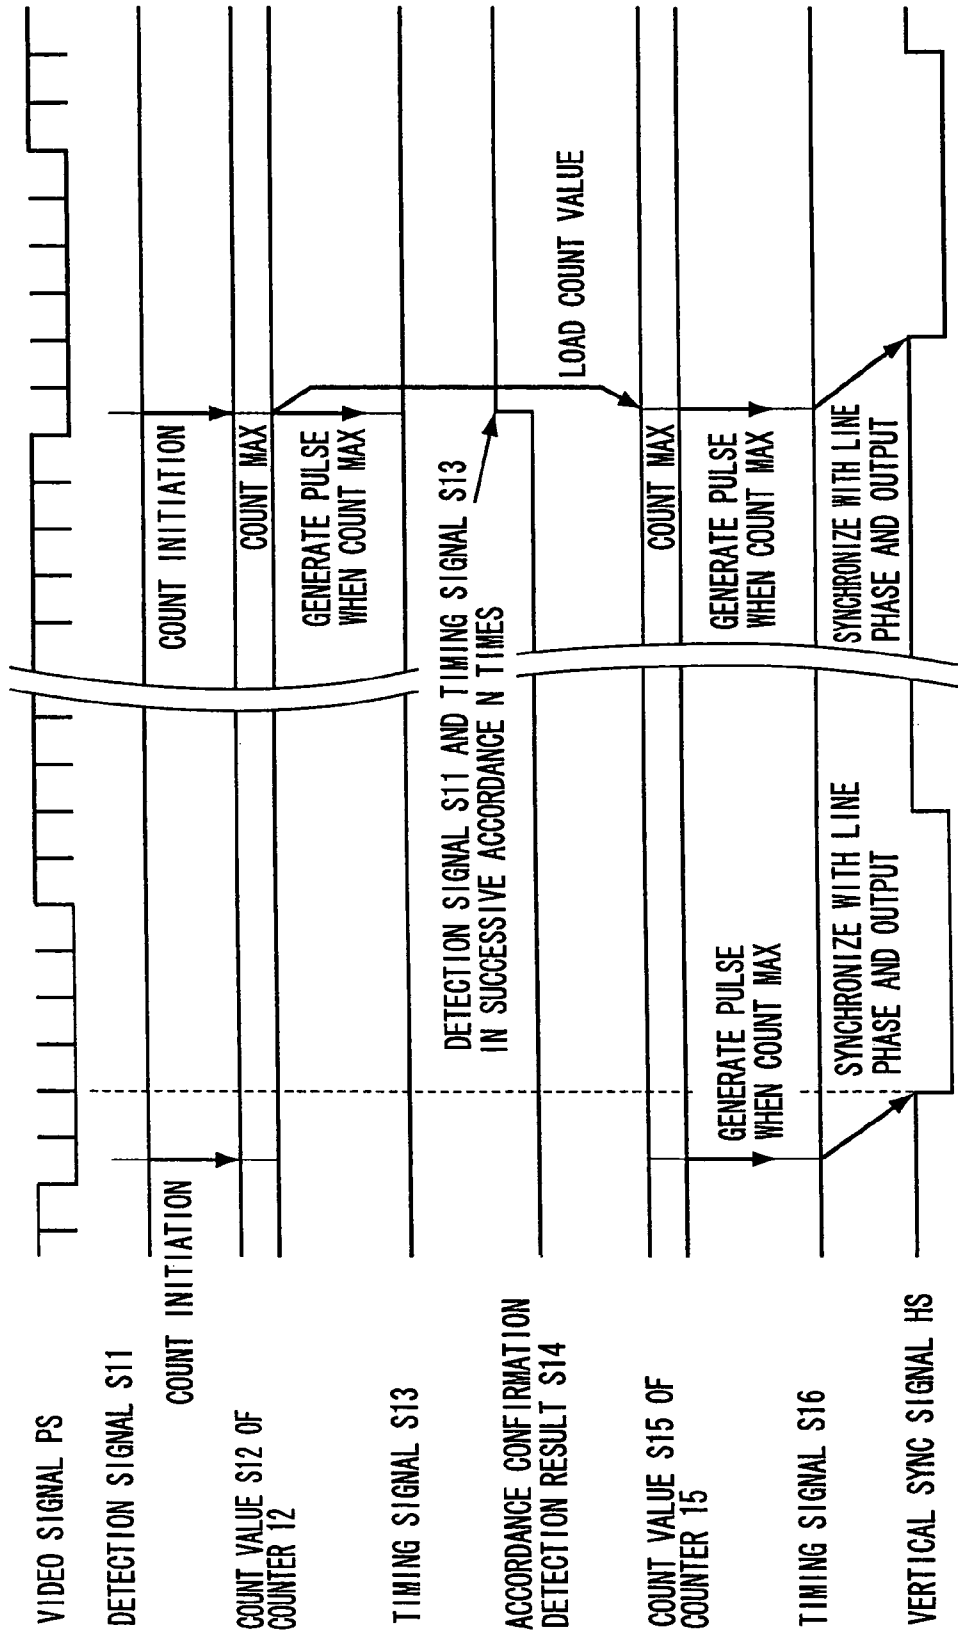 VIDEO SIGNAL PS
DETECTION SIGNAL S11
COUNT INITIATION
COUNT INITIATION
COUNT VALUE S12 OF
COUNTER 12
COUNT MAX
GENERATE PULSE
WHEN COUNT MAX
TIMING SIGNAL S13
DETECTION SIGNAL S11 AND TIMING SIGNAL S13
IN SUCCESSIVE ACCORDANCE N TIMES
ACCORDANCE CONFIRMATION
DETECTION RESULT S14
LOAD COUNT VALUE
COUNT VALUE S15 OF
COUNTER 15
COUNT MAX
GENERATE PULSE
WHEN COUNT MAX
GENERATE PULSE
WHEN COUNT MAX
TIMING SIGNAL S16
SYNCHRONIZE WITH LINE
PHASE AND OUTPUT
SYNCHRONIZE WITH LINE
PHASE AND OUTPUT
VERTICAL SYNC SIGNAL HS